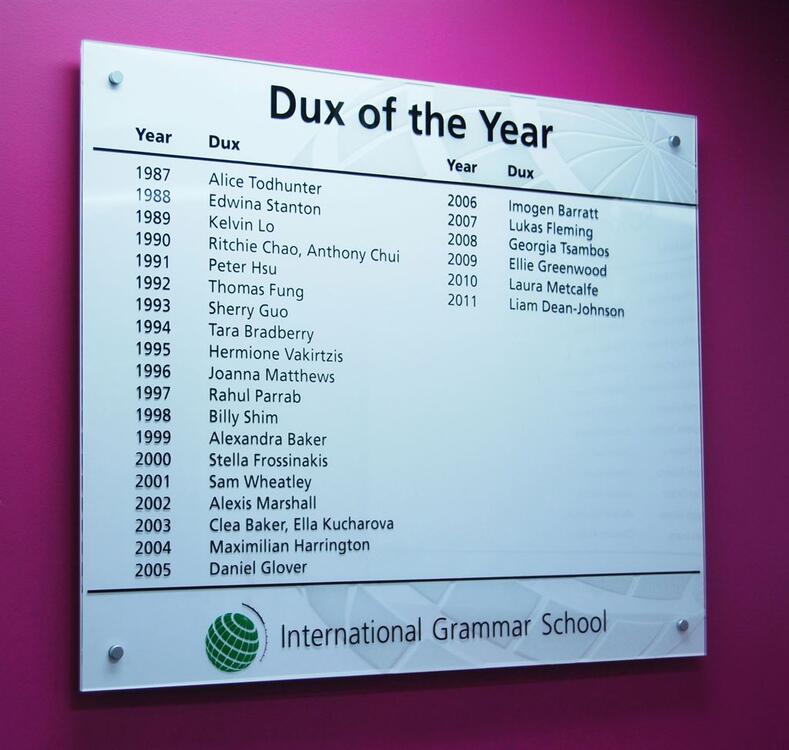 Dux of the Year
Year Dux
1987 Alice Todhunter
1988 Edwina Stanton
1989 Kelvin Lo
1990 Ritchie Chao, Anthony Chui
1991 Peter Hsu
1992 Thomas Fung
1993 Sherry Guo
1994 Tara Bradberry
1995 Hermione Vakirtzis
1996 Joanna Matthews
1997 Rahul Parrab
1998 Billy Shim
1999 Alexandra Baker
2000 Stella Frossinakis
2001 Sam Wheatley
2002 Alexis Marshall
2003 Clea Baker, Ella Kucharova
2004 Maximilian Harrington
2005 Daniel Glover
Year Dux
2006 Imogen Barratt
2007 Lukas Fleming
2008 Georgia Tsambos
2009 Ellie Greenwood
2010 Laura Metcalfe
2011 Liam Dean-Johnson
International Grammar School